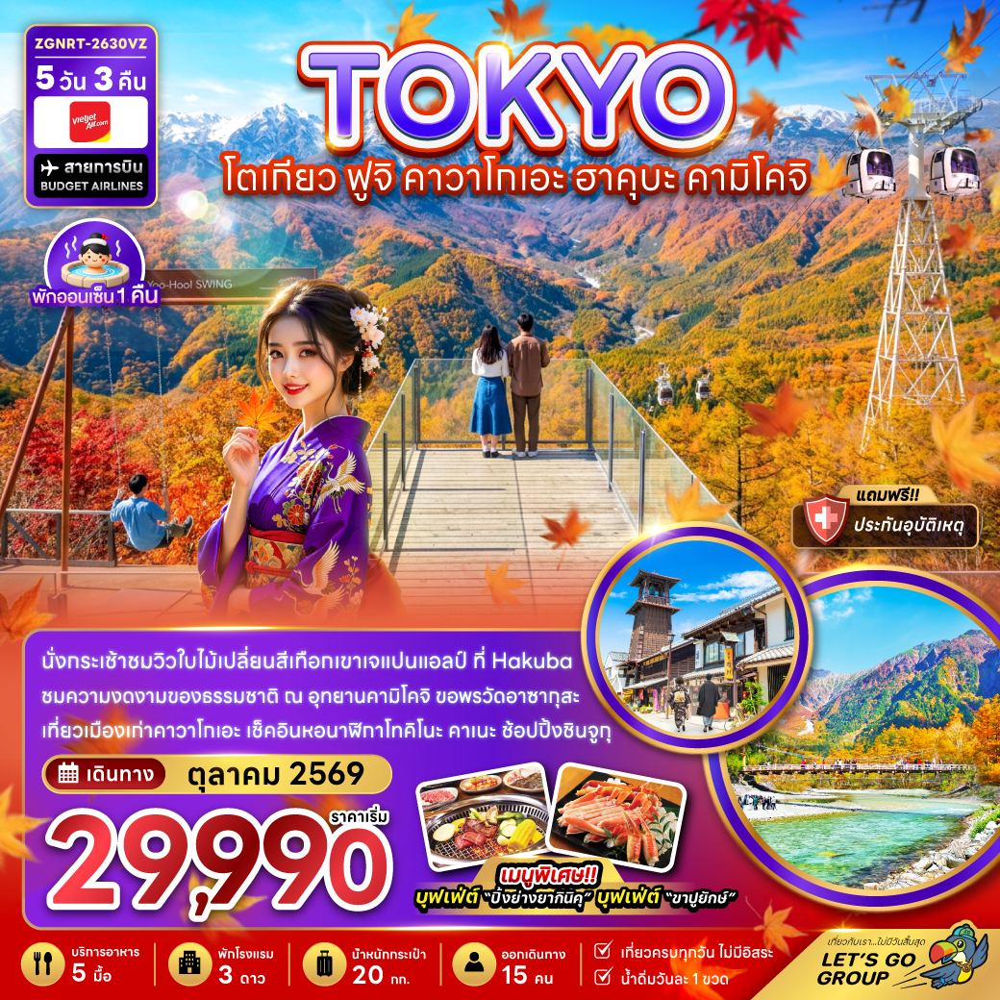 ZGNRT-2630VZ
5 วัน 3 คืน
vietjet
Air.com
สายการบิน
BUDGET AIRLINES
TOKYO
โตเกียว ฟูจิ คาวาโกเอะ ฮาคุบะ คามิโคจิ
พักออนเซ็น 1 คืน
Yoo-Hoo! SWING
แถมฟรี!!
ประกันอุบัติเหตุ
นั่งกระเช้าชมวิวใบไม้เปลี่ยนสีเทือกเขาเจแปนแอลป์ ที่ Hakuba
ชมความงดงามของธรรมชาติ ณ อุทยานคามิโคจิ ขอพรวัดอาซากุสะ
เที่ยวเมืองเก่าคาวาโกเอะ เช็คอินหอนาฬิกาโทคิโนะ คาเนะ ช้อปปิ้งชินจูกุ
เดินทาง ตุลาคม 2569
ราคาเริ่ม
29,990
เมนูพิเศษ!!
บุฟเฟ่ต์ "ปิ้งย่างยากินิคุ" บุฟเฟ่ต์ "ขาปูยักษ์"
บริการอาหาร
5 มื้อ
พักโรงแรม
3 ดาว
น้ำหนักกระเป๋า
20 กก.
ออกเดินทาง
15 คน
เที่ยวครบทุกวัน ไม่มีอิสระ
น้ำดื่มวันละ 1 ขวด
เที่ยวกับเรา...ไม่มีวันสิ้นสุด
LET'S GO
GROUP